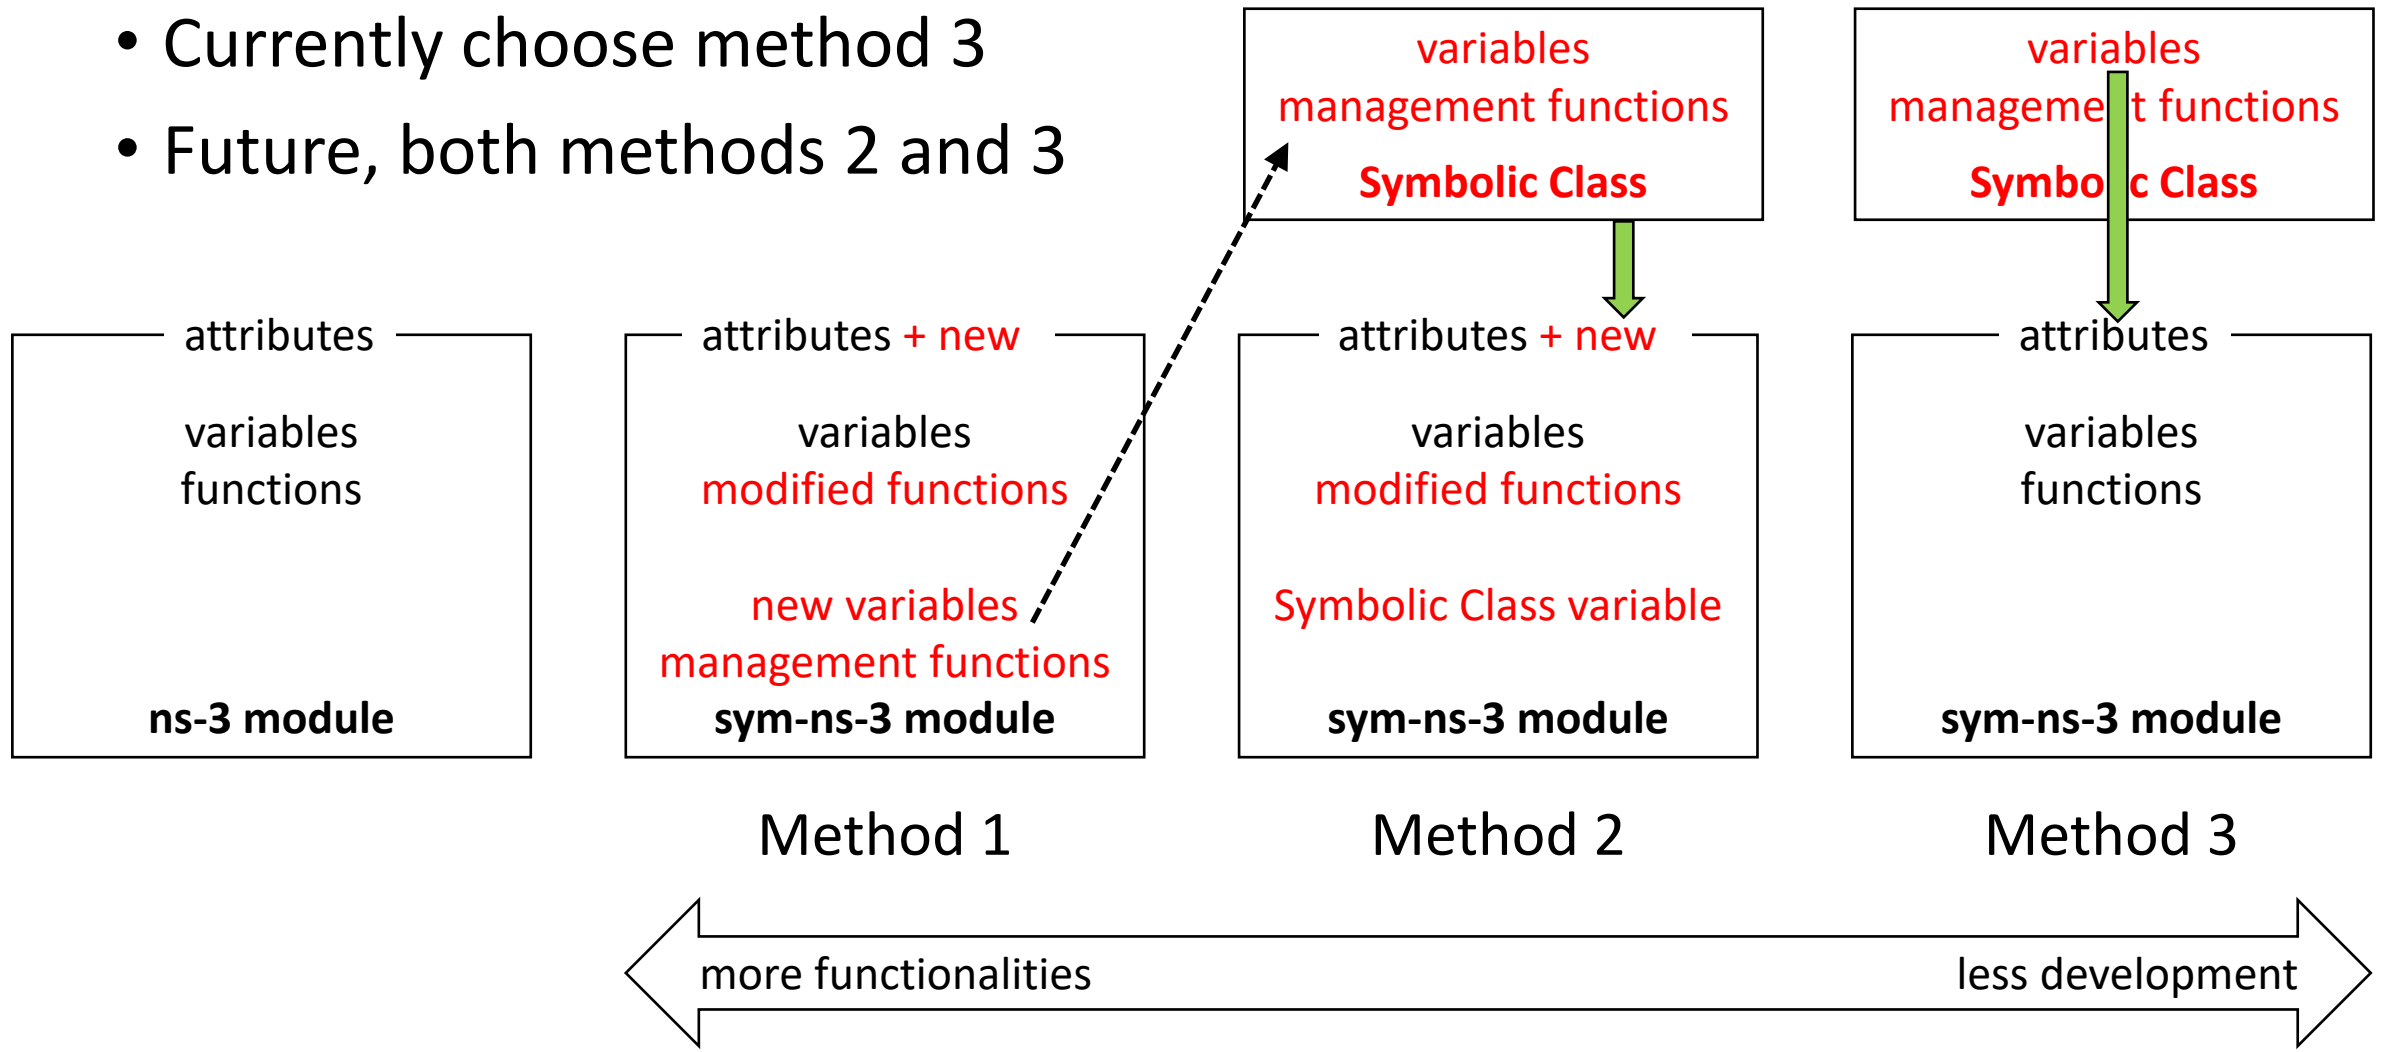 • Currently choose method 3
• Future, both methods 2 and 3
variables
management functions
Symbolic Class
variables
management functions
Symbolic Class
attributes
variables
functions
ns-3 module
attributes + new
variables
modified functions
new variables
management functions
sym-ns-3 module
attributes + new
variables
modified functions
Symbolic Class variable
sym-ns-3 module
attributes
variables
functions
sym-ns-3 module
Method 1
Method 2
Method 3
more functionalities
less development